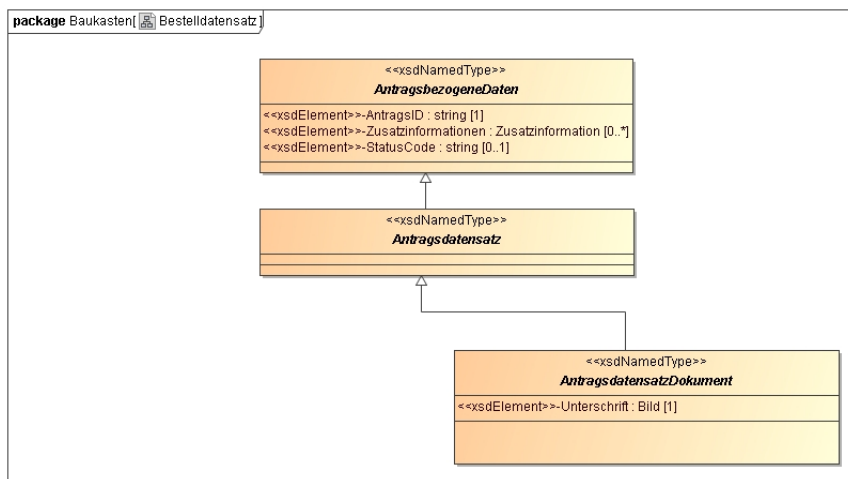 package Baukasten[ Bestelldatensatz]
<<xsdNamedType>>
AntragsbezogeneDaten
<<xsdElement>>-AntragsID : string [1]
<<xsdElement>>-Zusatzinformationen : Zusatzinformation [0..*]
<<xsdElement>>-StatusCode : string [0..1]
<<xsdNamedType>>
Antragsdatensatz
<<xsdNamedType>>
AntragsdatensatzDokument
<<xsdElement>>-Unterschrift : Bild [1]